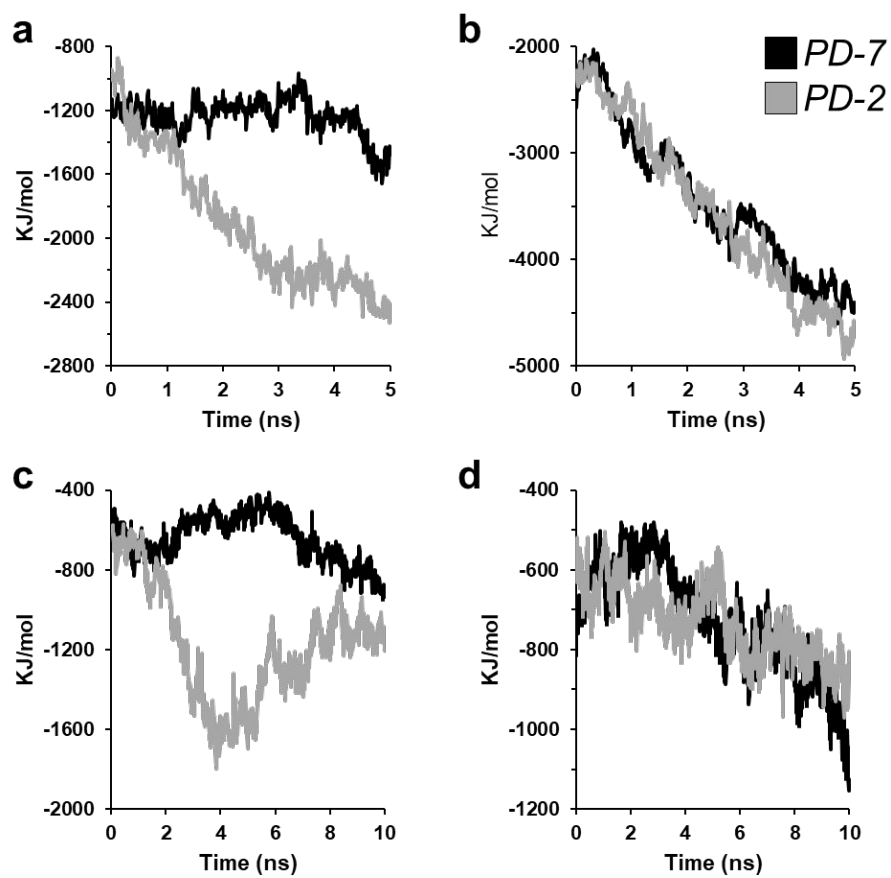 a
-800
-1200
-1600
-2000
-2400
-2800
KJ/mol
0 1 2 3 4 5
Time (ns)
b
-2000
-3000
-4000
-5000
KJ/mol
0 1 2 3 4 5
Time (ns)
PD-7
PD-2
c
-400
-800
-1200
-1600
-2000
KJ/mol
0 2 4 6 8 10
Time (ns)
d
-400
-600
-800
-1000
-1200
KJ/mol
0 2 4 6 8 10
Time (ns)